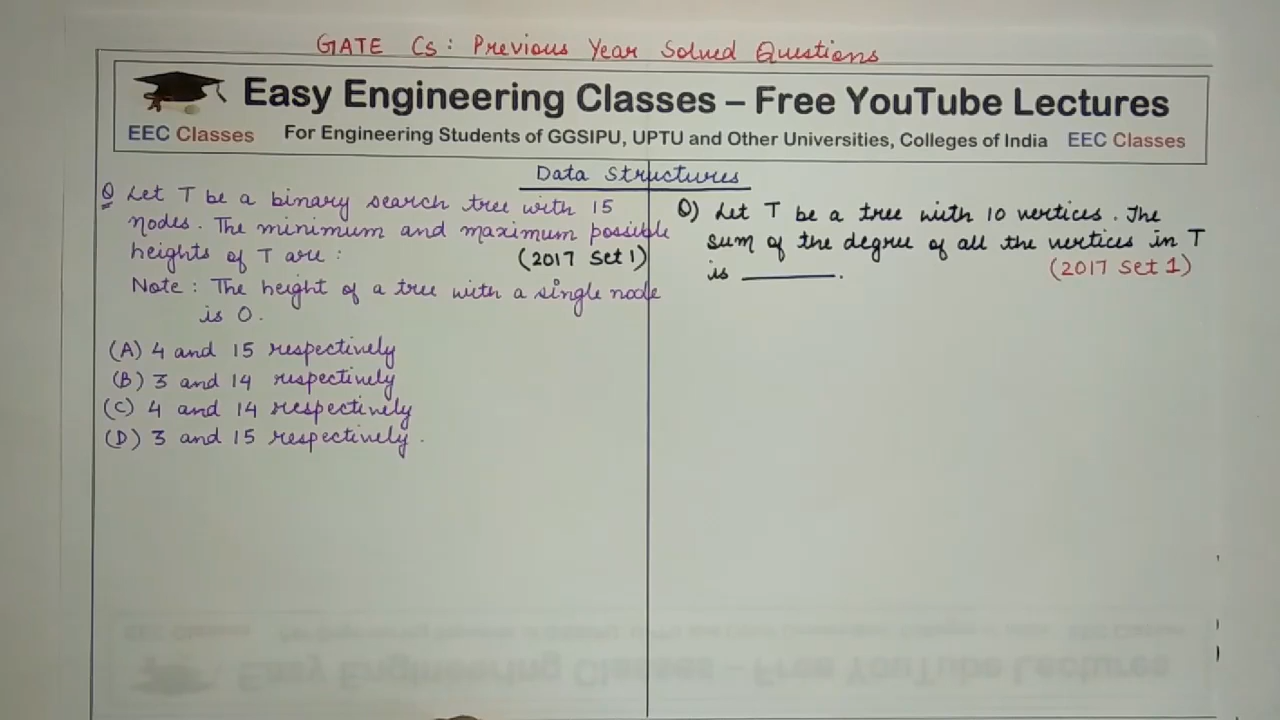 GATE CS: Previous Year Solved Questions
Easy Engineering Classes – Free YouTube Lectures
EEC Classes For Engineering Students of GGSIPU, UPTU and Other Universities, Colleges of India EEC Classes
Data Structures
Q Let T be a binary search tree with 15
nodes. The minimum and maximum possible
heights of T are:
(2017 Set 1)
Note: The height of a tree with a single node
is 0.
(A) 4 and 15 respectively
(B) 3 and 14 respectively
(C) 4 and 14 respectively
(D) 3 and 15 respectively.
Q) Let T be a tree with 10 vertices. The
sum of the degree of all the vertices in T
is ________.
(2017 Set 1)